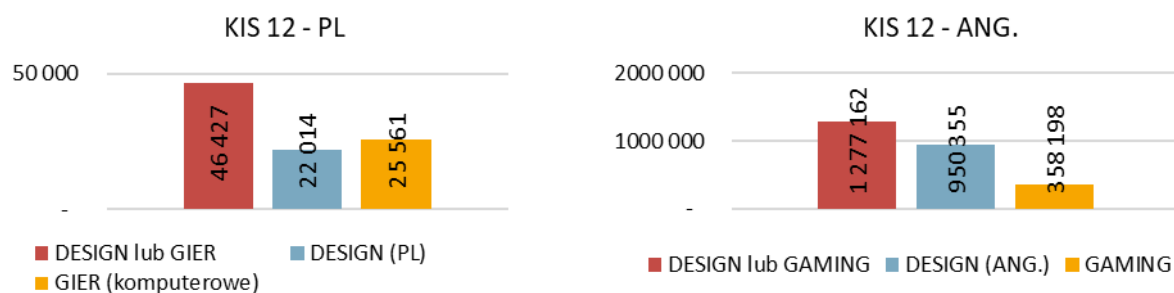 KIS 12 - PL
50 000
46 427
22 014
25 561
-
DESIGN lub GIER
DESIGN (PL)
GIER (komputerowe)
KIS 12 - ANG.
2000 000
1000 000
1 277 162
950 355
358 198
-
DESIGN lub GAMING
DESIGN (ANG.)
GAMING